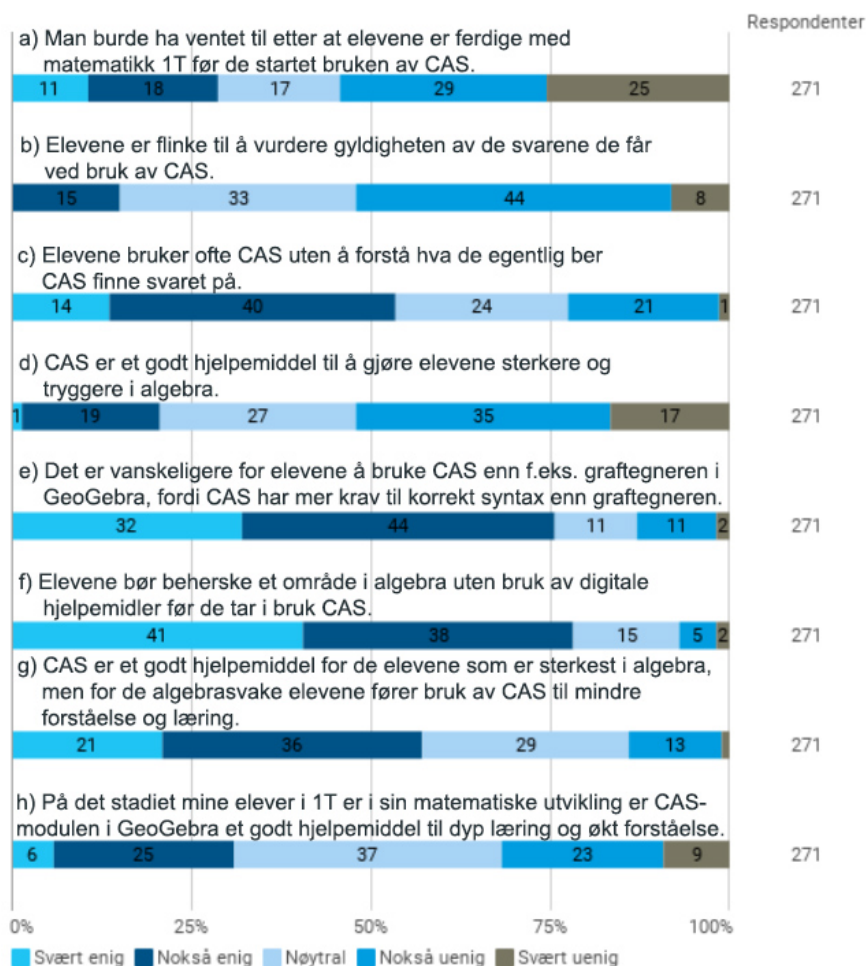 Respondenter
a) Man burde ha ventet til etter at elevene er ferdige med
matematikk 1T før de startet bruken av CAS.
11 18 17 29 25 271
b) Elevene er flinke til å vurdere gyldigheten av de svarene de får
ved bruk av CAS.
15 33 44 8 271
c) Elevene bruker ofte CAS uten å forstå hva de egentlig ber
CAS finne svaret på.
14 40 24 21 1 271
d) CAS er et godt hjelpemiddel til å gjøre elevene sterkere og
tryggere i algebra.
1 19 27 35 17 271
e) Det er vanskeligere for elevene å bruke CAS enn f.eks. graftegneren i
GeoGebra, fordi CAS har mer krav til korrekt syntax enn graftegneren.
32 44 11 11 2 271
f) Elevene bør beherske et område i algebra uten bruk av digitale
hjelpemidler før de tar i bruk CAS.
41 38 15 5 2 271
g) CAS er et godt hjelpemiddel for de elevene som er sterkest i algebra,
men for de algebrasvake elevene fører bruk av CAS til mindre
forståelse og læring.
21 36 29 13 271
h) På det stadiet mine elever i 1T er i sin matematiske utvikling er CAS-
modulen i GeoGebra et godt hjelpemiddel til dyp læring og økt forståelse.
6 25 37 23 9 271
0% 25% 50% 75% 100%
Svært enig Nokså enig Nøytral Nokså uenig Svært uenig